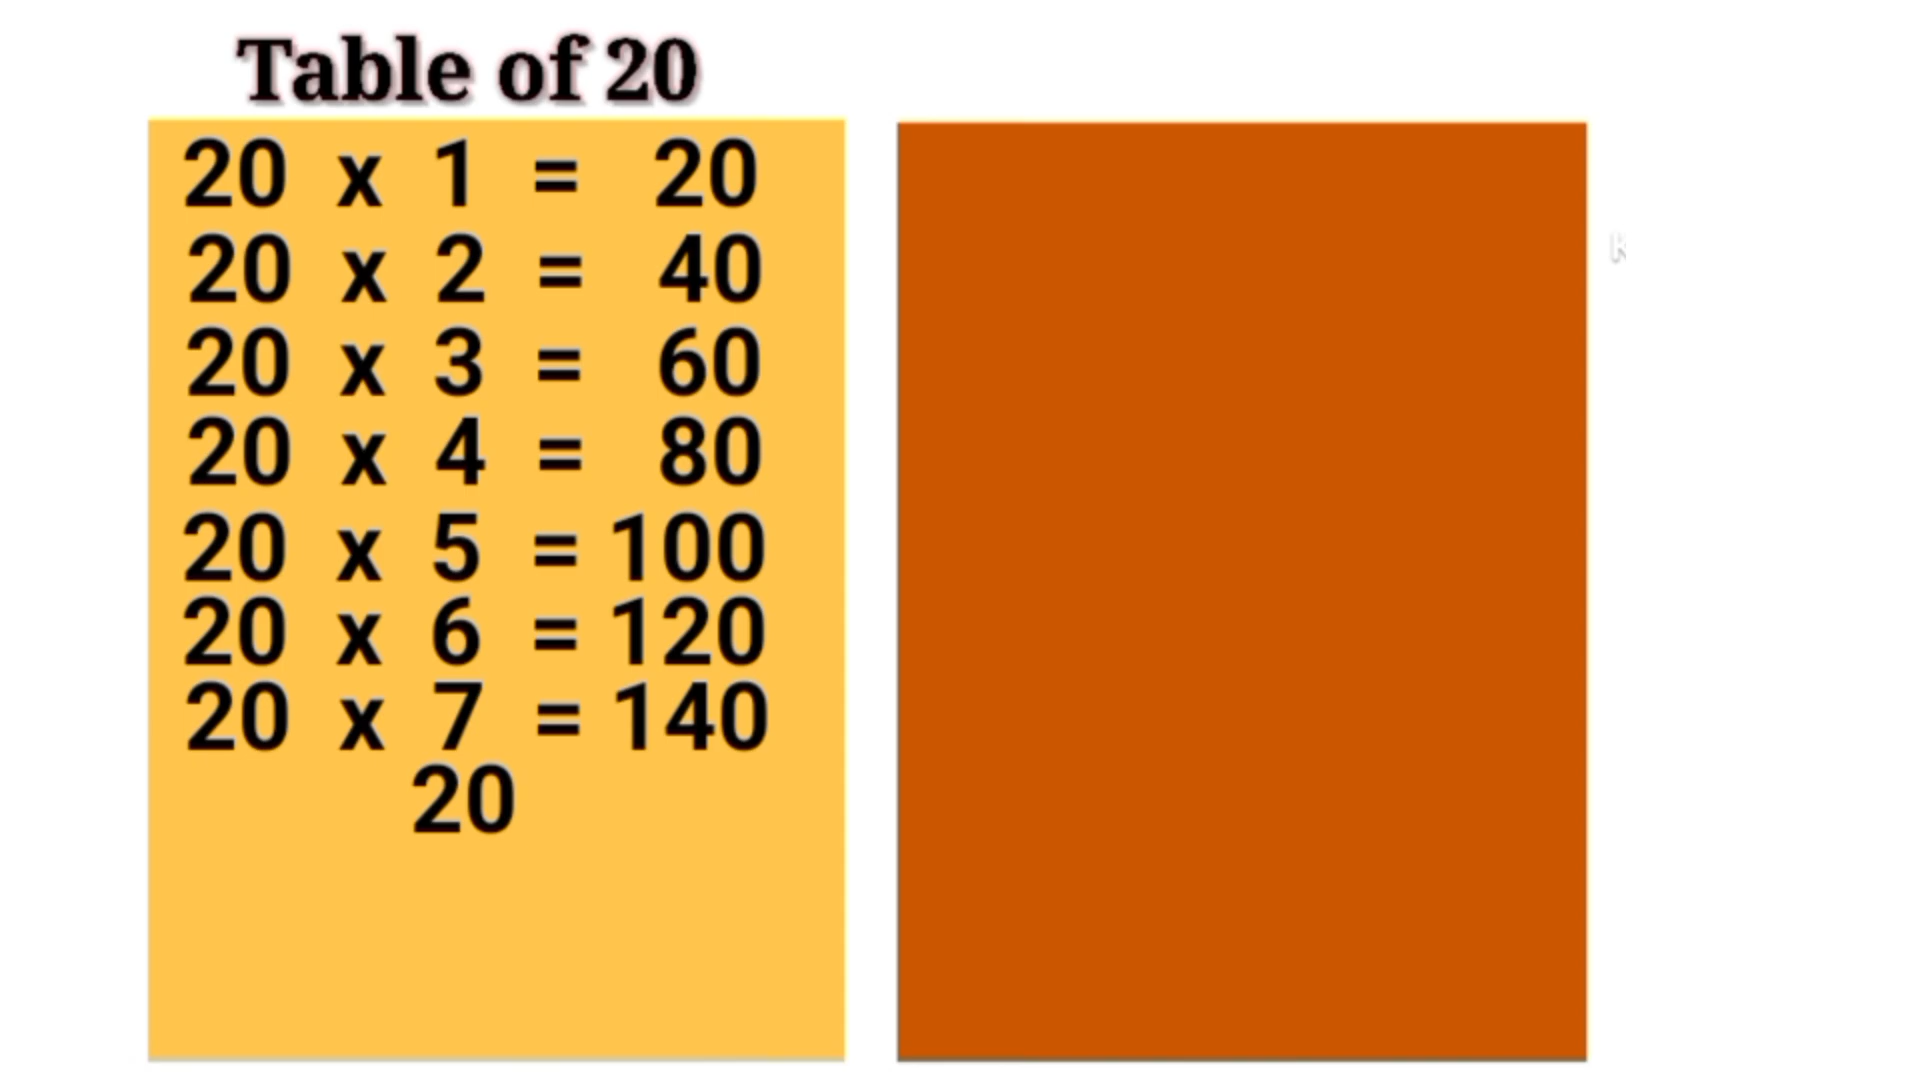 Table of 20
20 x 1 = 20
20 x 2 = 40
20 x 3 = 60
20 x 4 = 80
20 x 5 = 100
20 x 6 = 120
20 x 7 = 140
20